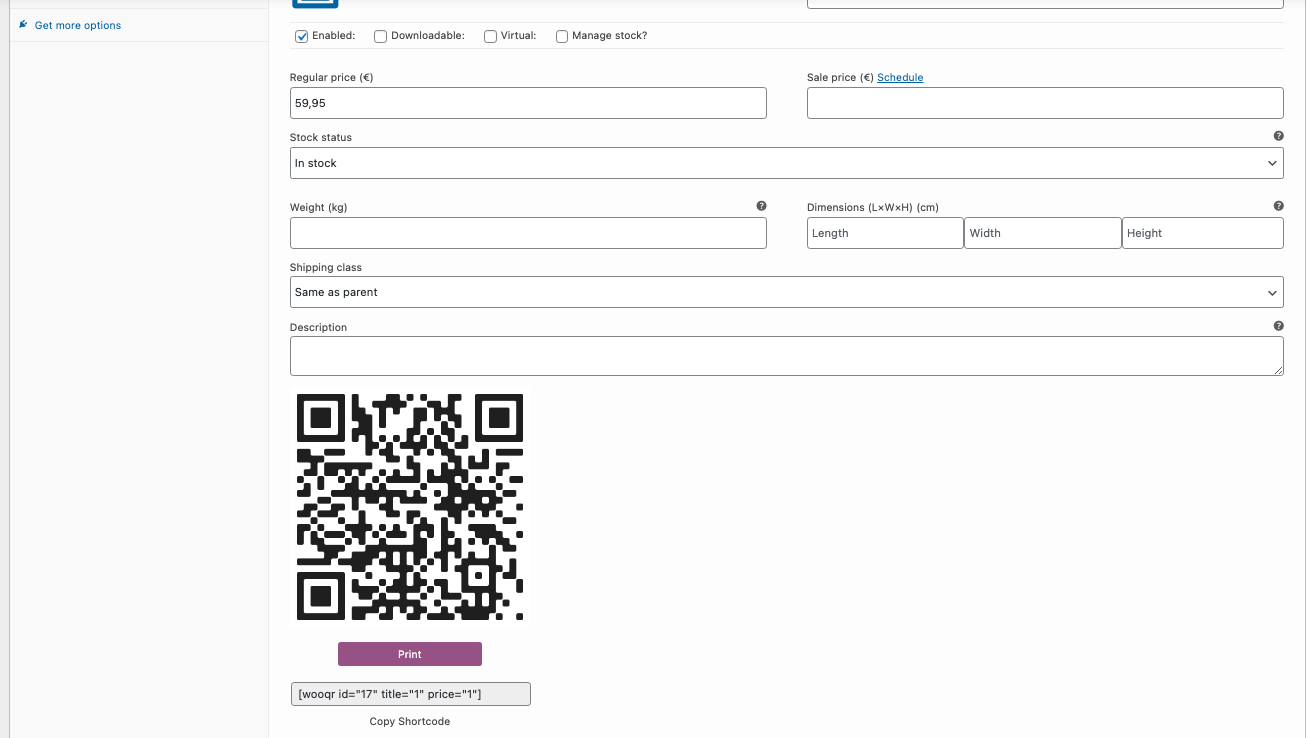 Get more options
Enabled: Downloadable: Virtual: Manage stock?
Regular price (€) Sale price (€) Schedule
59,95
Stock status
In stock
Weight (kg) Dimensions (L×W×H) (cm)
Length Width Height
Shipping class
Same as parent
Description
Print
[wooqr id="17" title="1" price="1"]
Copy Shortcode